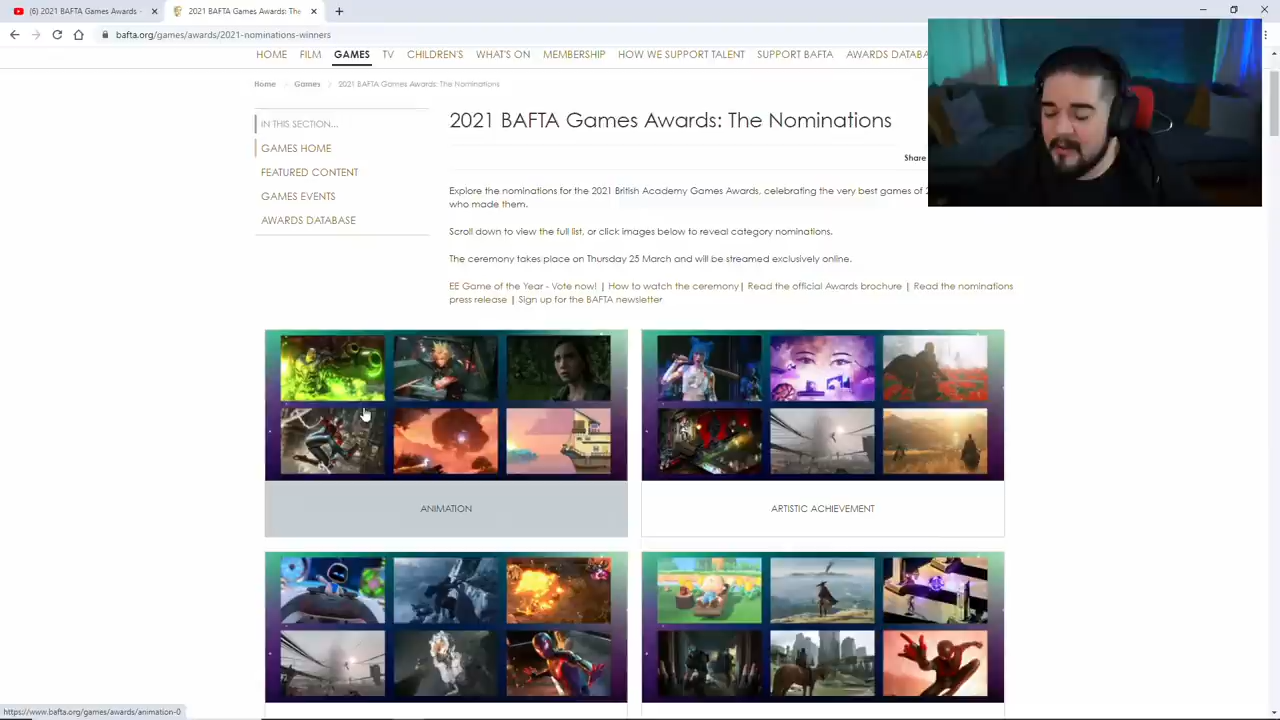 (6) 2021 BAFTA Games Awards -
2021 BAFTA Games Awards: The
bafta.org/games/awards/2021-nominations-winners
HOME FILM GAMES TV CHILDREN'S WHAT'S ON MEMBERSHIP HOW WE SUPPORT TALENT SUPPORT BAFTA AWARDS DATABA
Home Games 2021 BAFTA Games Awards: The Nominations
IN THIS SECTION...
GAMES HOME
FEATURED CONTENT
GAMES EVENTS
AWARDS DATABASE
2021 BAFTA Games Awards: The Nominations
Share
Explore the nominations for the 2021 British Academy Games Awards, celebrating the very best games of 2
who made them.
Scroll down to view the full list, or click images below to reveal category nominations.
The ceremony takes place on Thursday 25 March and will be streamed exclusively online.
EE Game of the Year - Vote now! | How to watch the ceremony| Read the official Awards brochure | Read the nominations
press release | Sign up for the BAFTA newsletter
ANIMATION
ARTISTIC ACHIEVEMENT
https://www.bafta.org/games/awards/animation-0